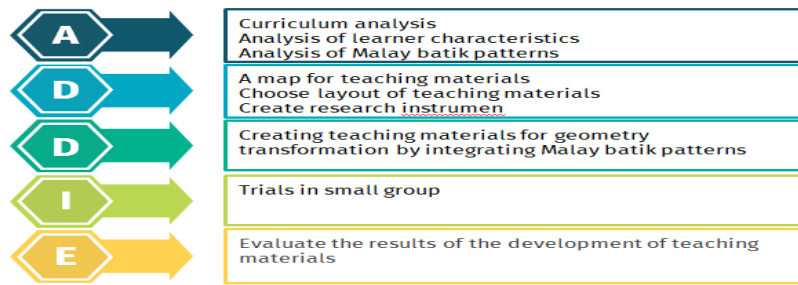 A
Curriculum analysis
Analysis of learner characteristics
Analysis of Malay batik patterns
D
A map for teaching materials
Choose layout of teaching materials
Create research instrumen
D
Creating teaching materials for geometry
transformation by integrating Malay batik patterns
I
Trials in small group
E
Evaluate the results of the development of teaching
materials